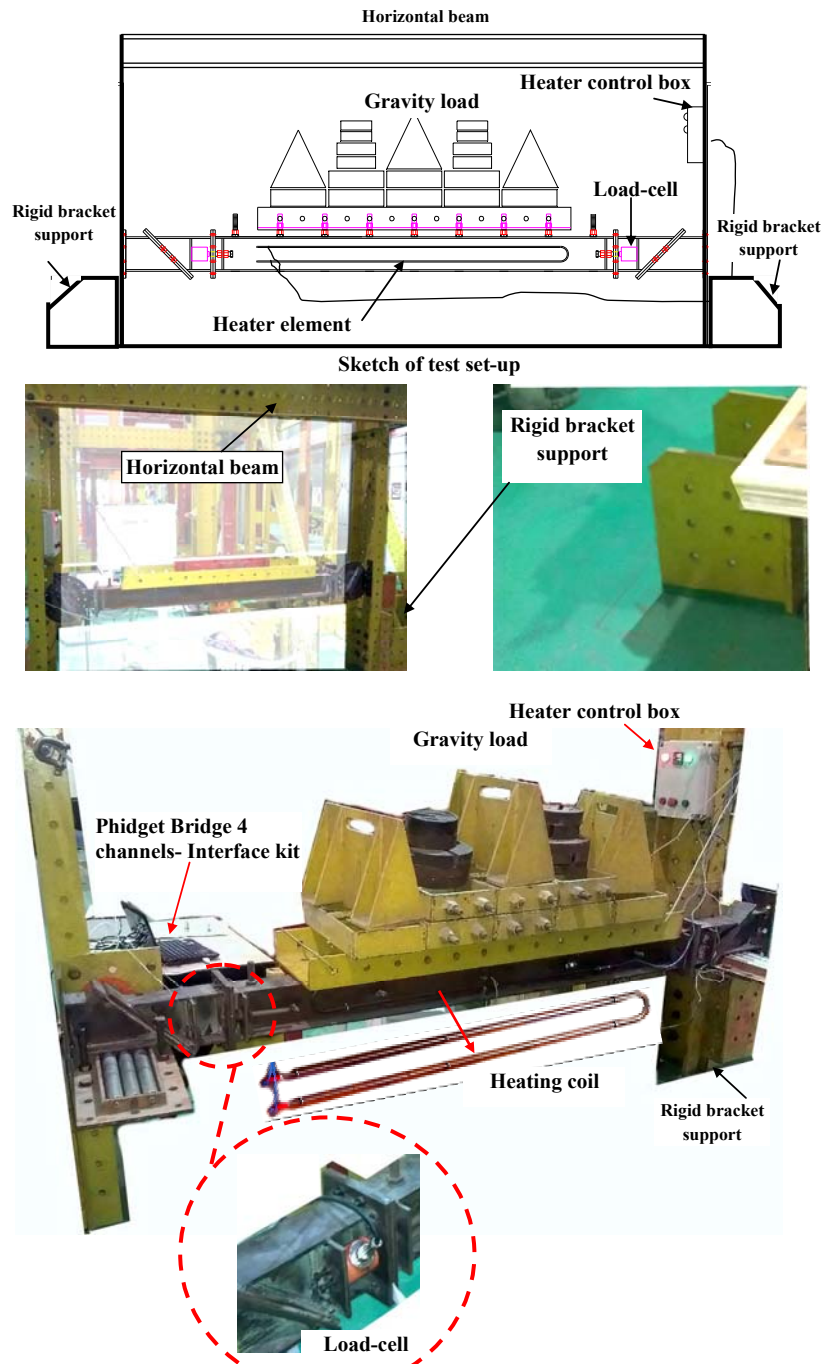 Horizontal beam
Heater control box
Gravity load
Load-cell
Rigid bracket
support
Rigid bracket
support
Heater element
Sketch of test set-up
Horizontal beam
Rigid bracket
support
Heater control box
Gravity load
Phidget Bridge 4
channels- Interface kit
Heating coil
Rigid bracket
support
Load-cell